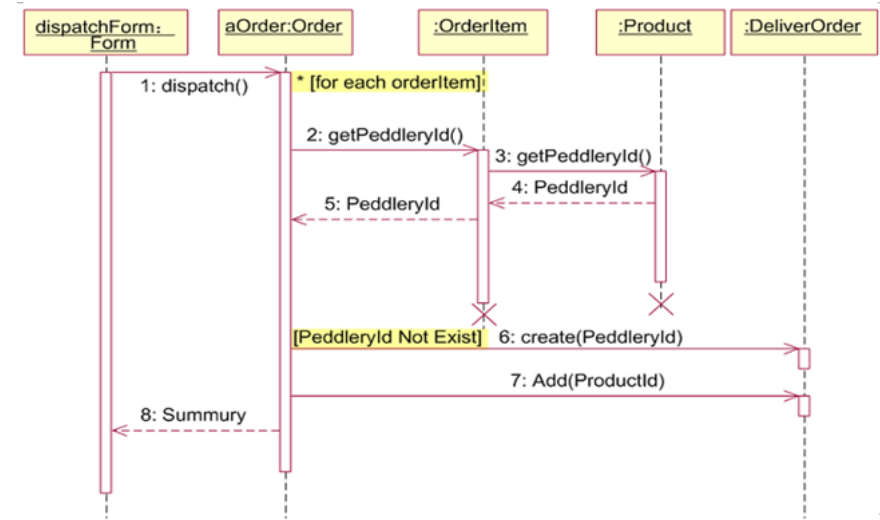 dispatchForm：
Form
aOrder:Order
:OrderItem
:Product
:DeliverOrder
1: dispatch()
* [for each orderItem]
2: getPeddleryId()
3: getPeddleryId()
4: PeddleryId
5: PeddleryId
[PeddleryId Not Exist]
6: create(PeddleryId)
7: Add(ProductId)
8: Summury